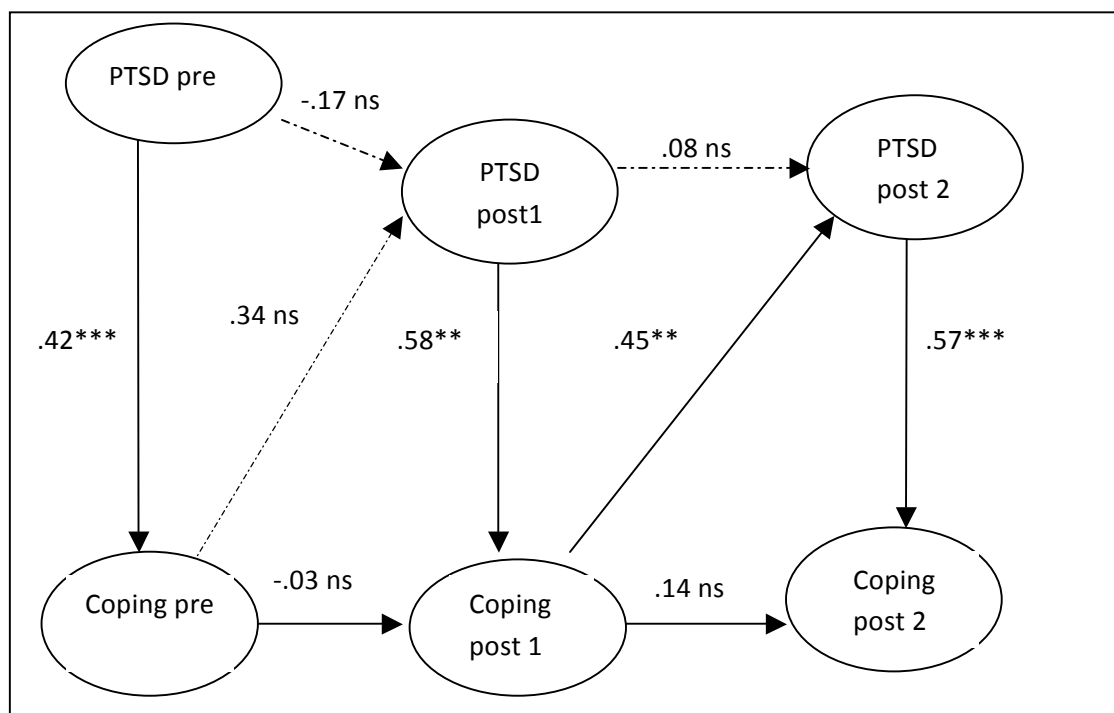 PTSD pre
-.17 ns
PTSD
post1
.08 ns
PTSD
post 2
.42***
.34 ns
.58**
.45**
.57***
Coping pre
-.03 ns
Coping
post 1
.14 ns
Coping
post 2